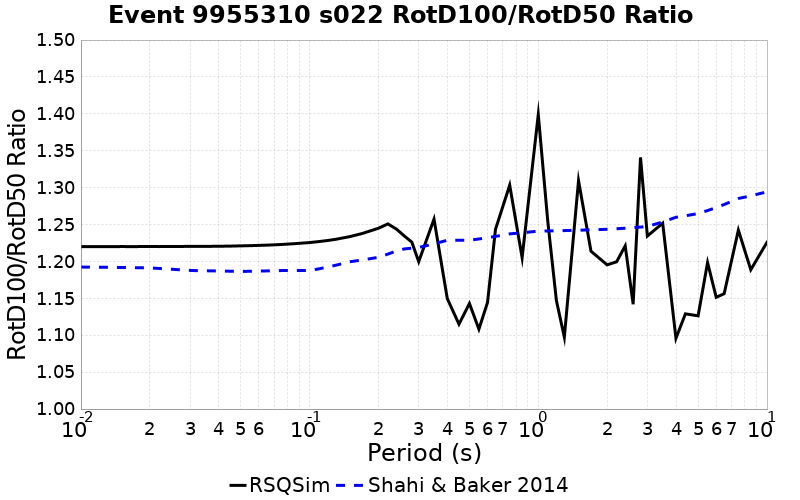 Event 9955310 s022 RotD100/RotD50 Ratio
RotD100/RotD50 Ratio
1.50
1.45
1.40
1.35
1.30
1.25
1.20
1.15
1.10
1.05
1.00
10-2 2 3 4 5 6 10-1 2 3 4 5 6 7 100 2 3 4 5 6 7 101
Period (s)
RSQSim Shahi & Baker 2014